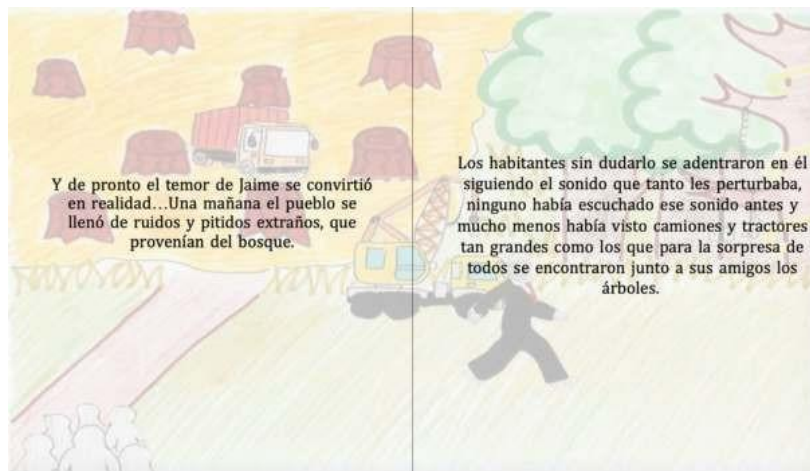 Y de pronto el temor de Jaime se convirtió
en realidad...Una mañana el pueblo se
llenó de ruidos y pitidos extraños, que
provenían del bosque.
Los habitantes sin dudarlo se adentraron en él
siguiendo el sonido que tanto les perturbaba,
ninguno había escuchado ese sonido antes y
mucho menos había visto camiones y tractores
tan grandes como los que para la sorpresa de
todos se encontraron junto a sus amigos los
árboles.